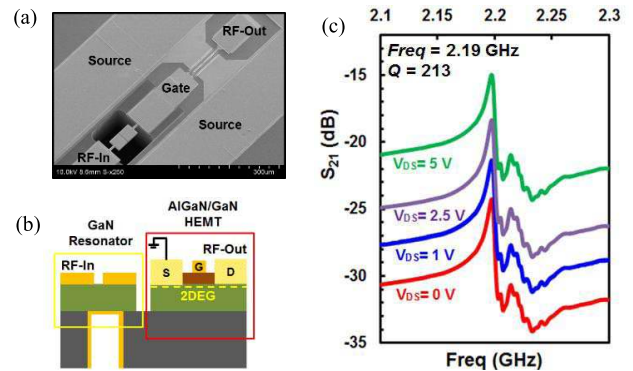 (a)
RF-Out
Source
Gate
Source
RF-In
10.0kV 8.6mm S-x250
300µm
(b)
GaN
Resonator
AlGaN/GaN
HEMT
RF-In
RF-Out
S
G
D
2DEG
(c)
2.1 2.15 2.2 2.25 2.3
Freq = 2.19 GHz
Q = 213
-15
-20
-25
-30
-35
S21 (dB)
VDS= 5 V
VDS= 2.5 V
VDS= 1 V
VDS= 0 V
Freq (GHz)